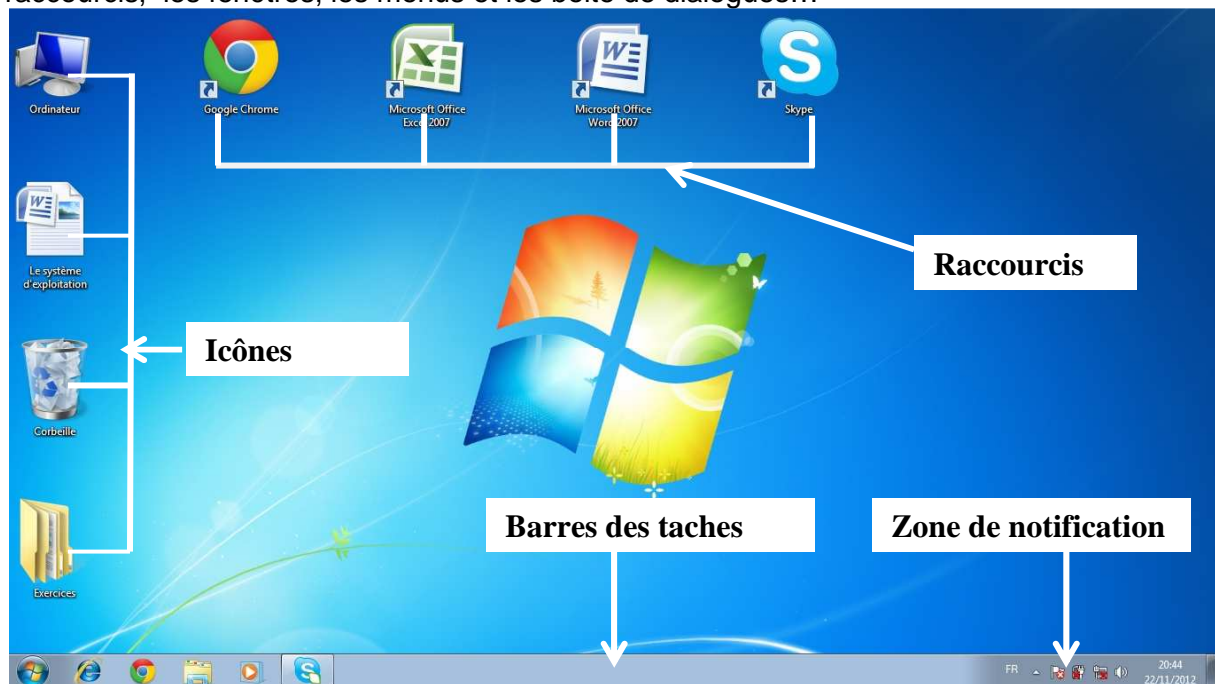 raccourcis, les fenêtres, les menus et les boite de dialogues…
Ordinateur
Google Chrome
Microsoft Office
Excel 2007
Microsoft Office
Word 2007
Skype
Raccourcis
Le système
d'exploitation
Icônes
Corbeille
Barres des taches
Zone de notification
Exercices
FR
20:44
22/11/2012